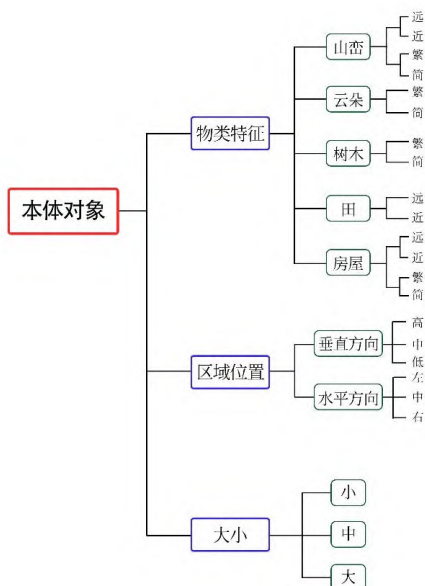 本体对象
物类特征
山峦
远
近
繁
简
云朵
繁
简
树木
繁
简
田
远
近
房屋
远
近
繁
简
区域位置
垂直方向
高
中
低
水平方向
左
中
右
大小
小
中
大